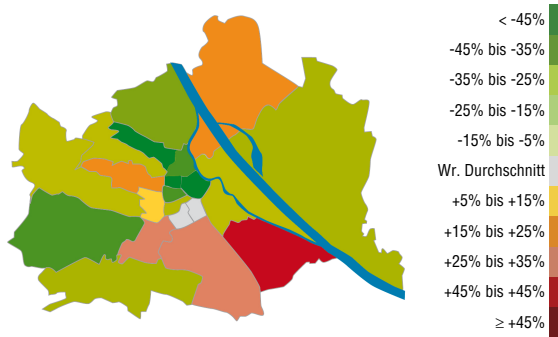 < -45%
-45% bis -35%
-35% bis -25%
-25% bis -15%
-15% bis -5%
Wr. Durchschnitt
+5% bis +15%
+15% bis +25%
+25% bis +35%
+45% bis +45%
≥ +45%